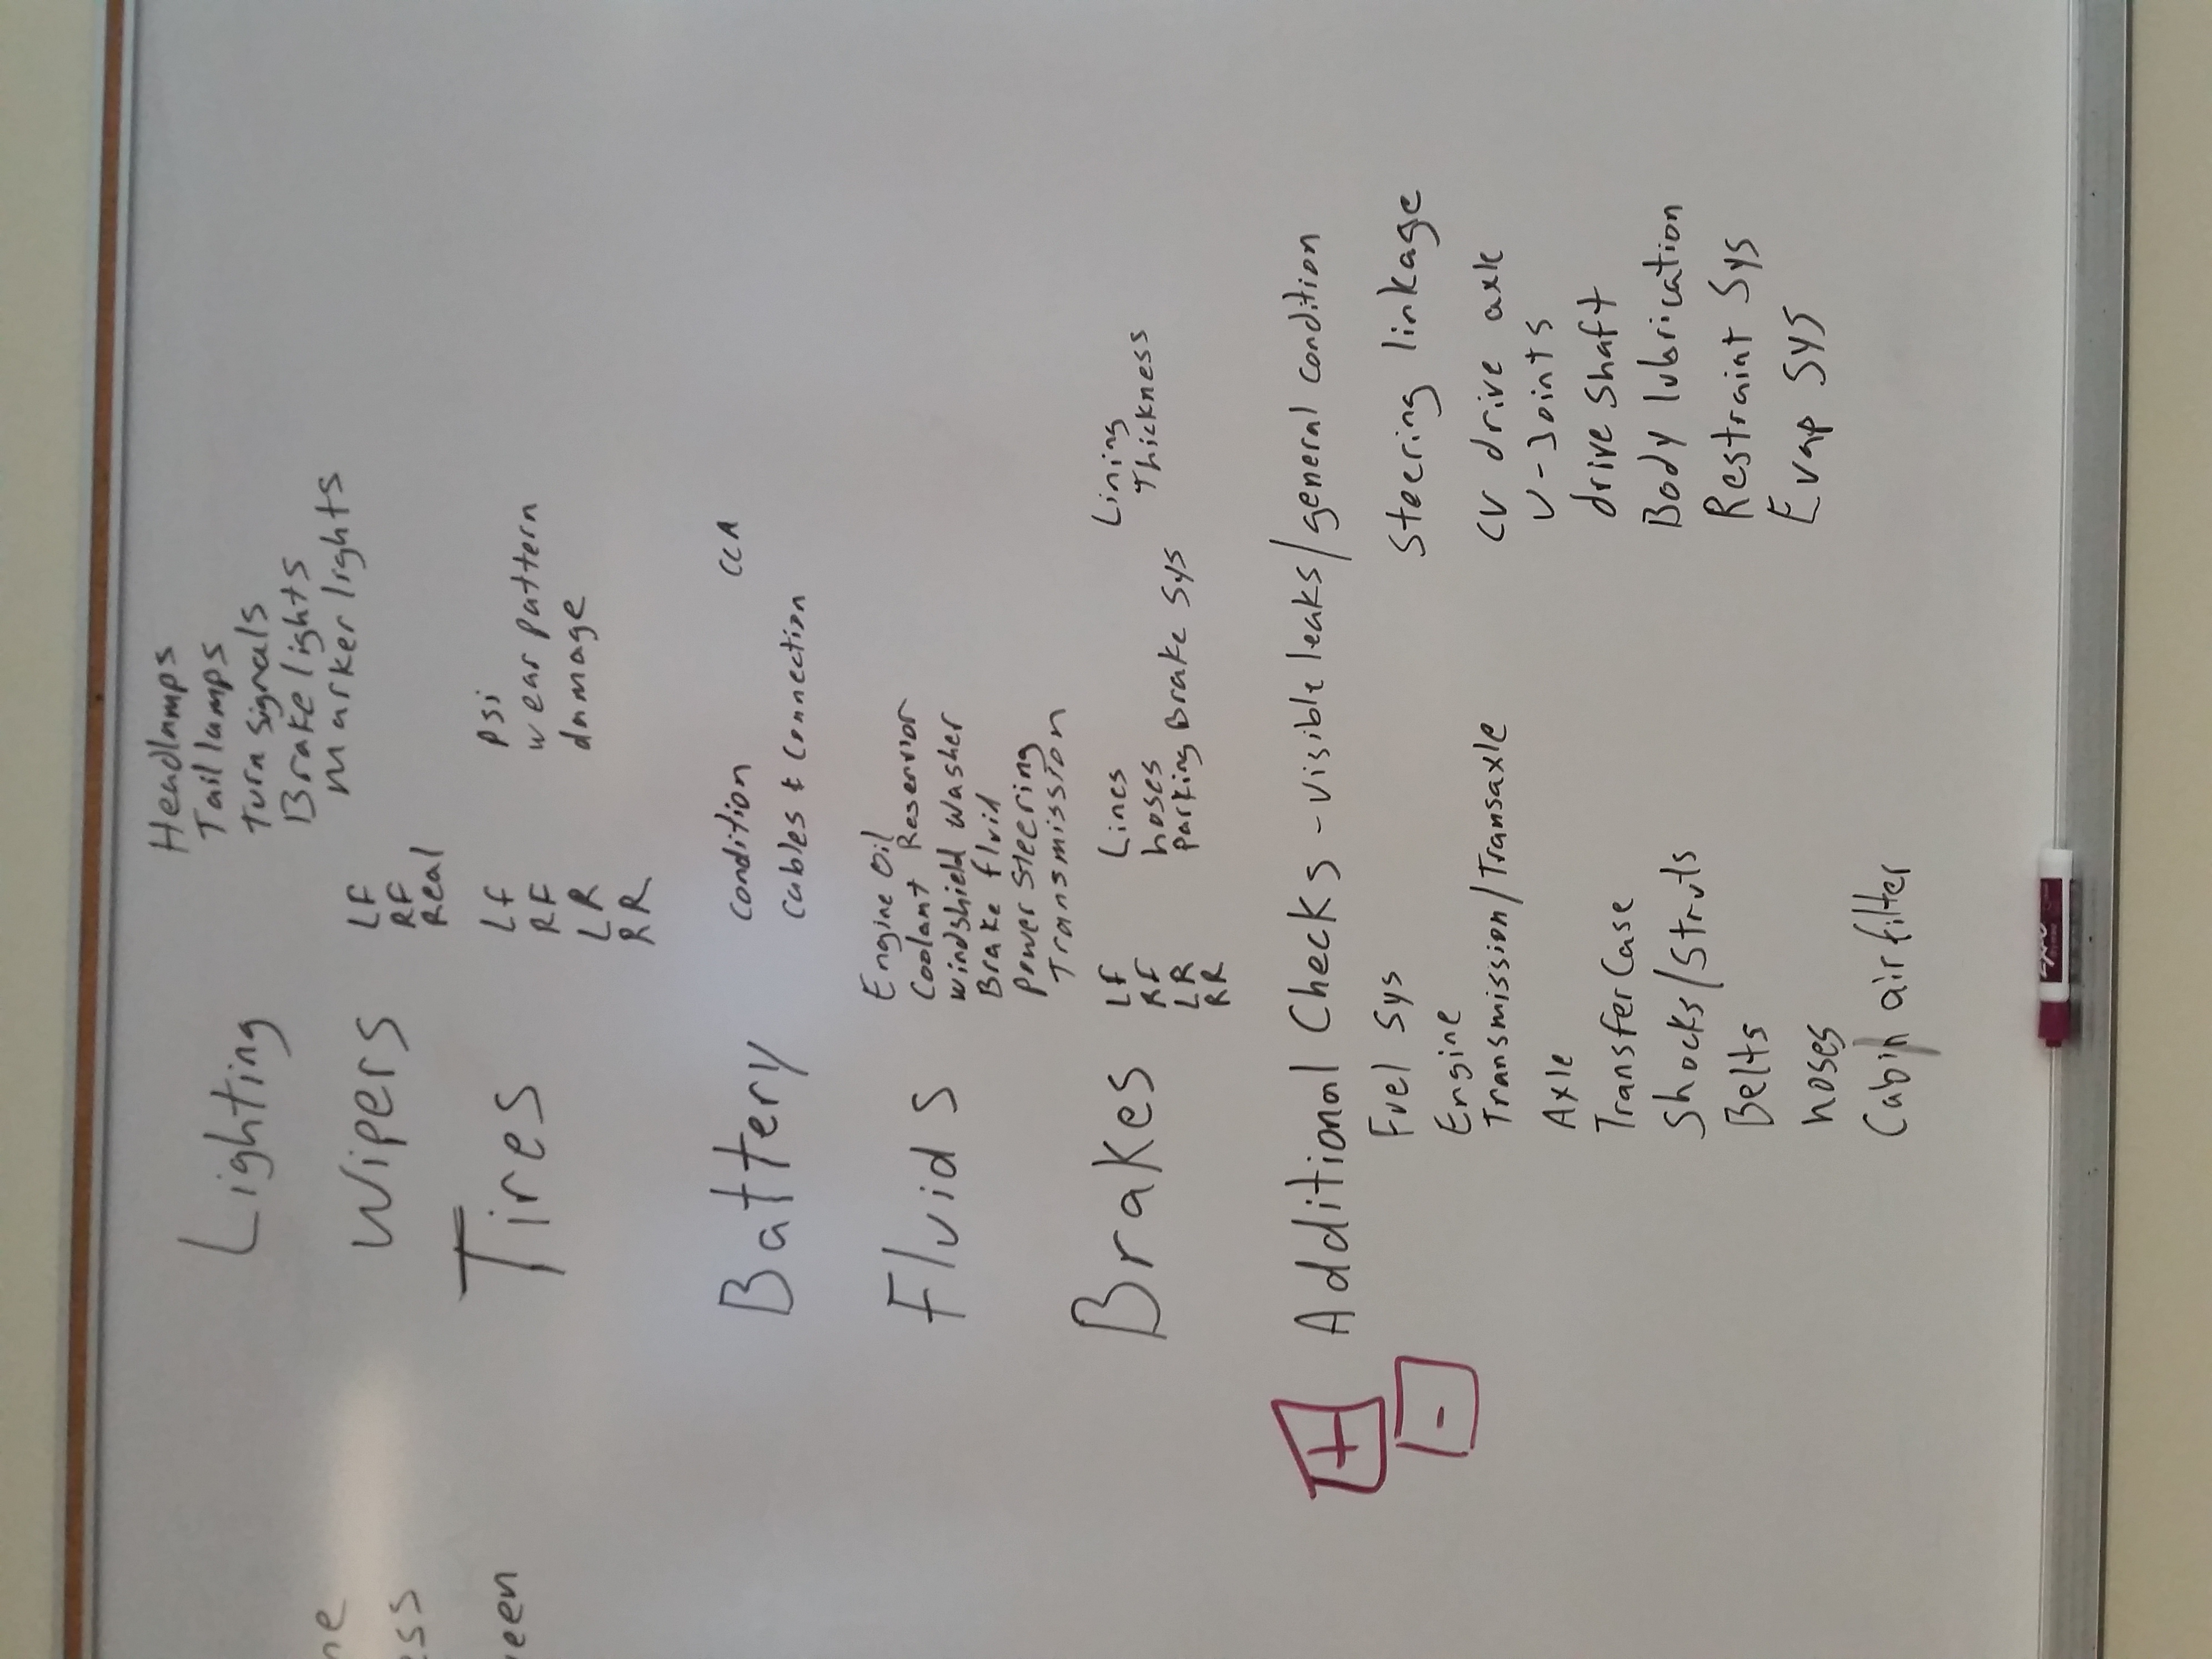 Headlamps
Lighting Tail lamps
turn signals
Brake lights
ne marker lights
Wipers LF
RF
ess Real
Tires LF psi
een RF wear pattern
LR damage
RR
Battery condition CCA
cables & connection
Engine Oil
Fluids Coolant Reservior
windshield washer
Brake fluid
power steering
Transmission
Brakes LF Lines Lining
RF hoses Thickness
LR Parking Brake Sys
RR
+ Additional Checks - visible leaks/general condition
- Fuel Sys Steering linkage
Engine
Transmission/Transaxle CV drive axle
Axle U-Joints
Transfer Case drive shaft
Shocks/Struts Body lubrication
Belts Restraint Sys
hoses Evap sys
Cabin air filter
EXPO